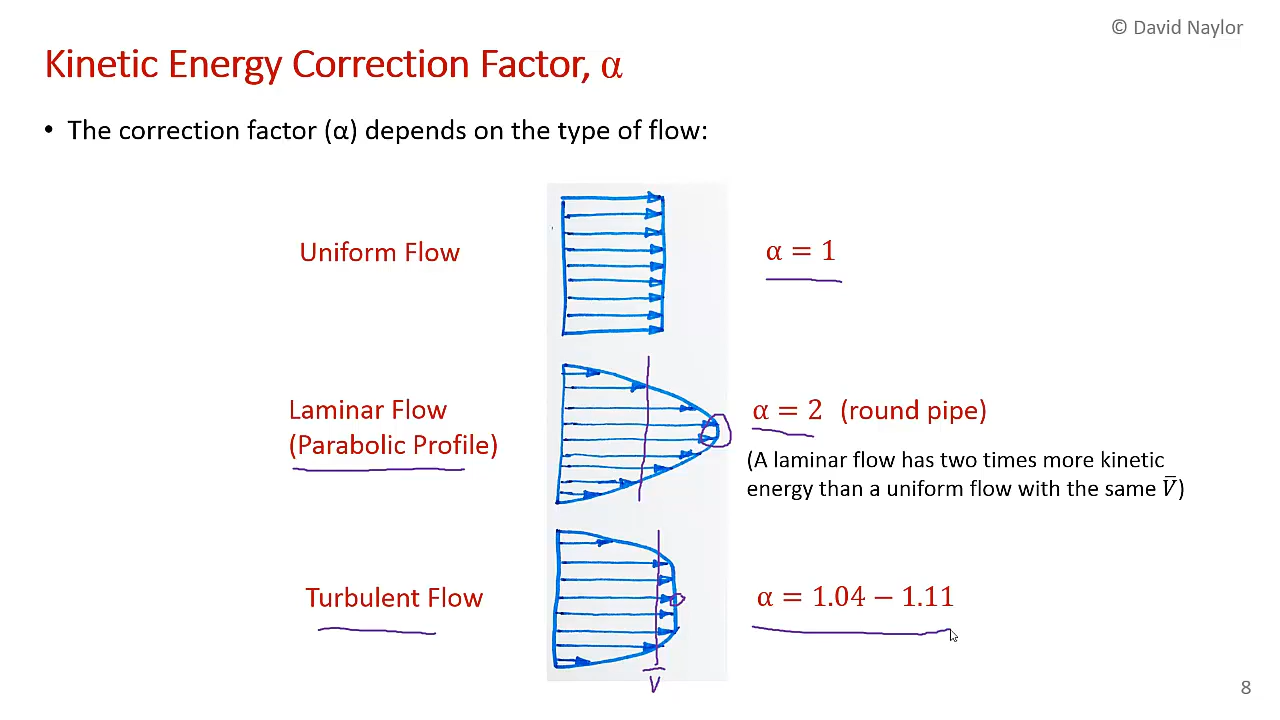 © David Naylor
Kinetic Energy Correction Factor, α
• The correction factor (α) depends on the type of flow:
Uniform Flow
α = 1
Laminar Flow
(Parabolic Profile)
α = 2 (round pipe)
(A laminar flow has two times more kinetic
energy than a uniform flow with the same V̅)
Turbulent Flow
α = 1.04 − 1.11
V̅
8